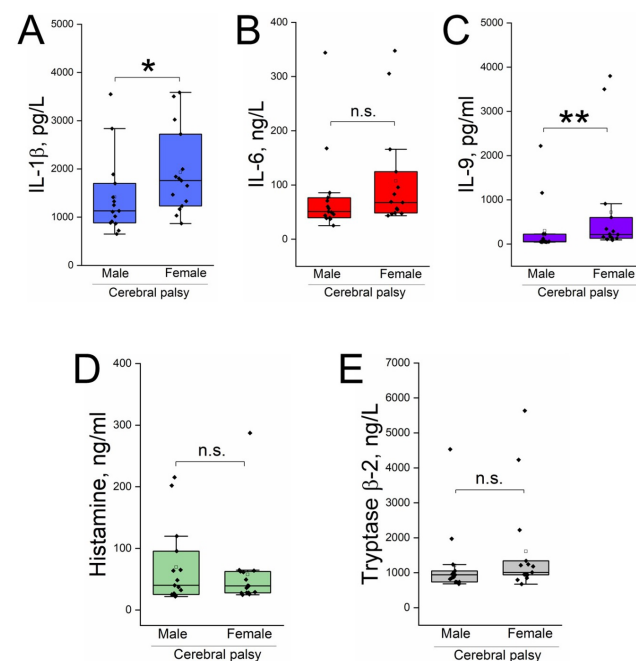 A
IL-1β, pg/L
5000
4000
3000
2000
1000
0
*
Male
Female
Cerebral palsy
B
IL-6, ng/L
400
300
200
100
0
n.s.
Male
Female
Cerebral palsy
C
IL-9, pg/ml
5000
4000
3000
2000
1000
0
**
Male
Female
Cerebral palsy
D
Histamine, ng/ml
400
300
200
100
0
n.s.
Male
Female
Cerebral palsy
E
Tryptase β-2, ng/L
7000
6000
5000
4000
3000
2000
1000
0
n.s.
Male
Female
Cerebral palsy